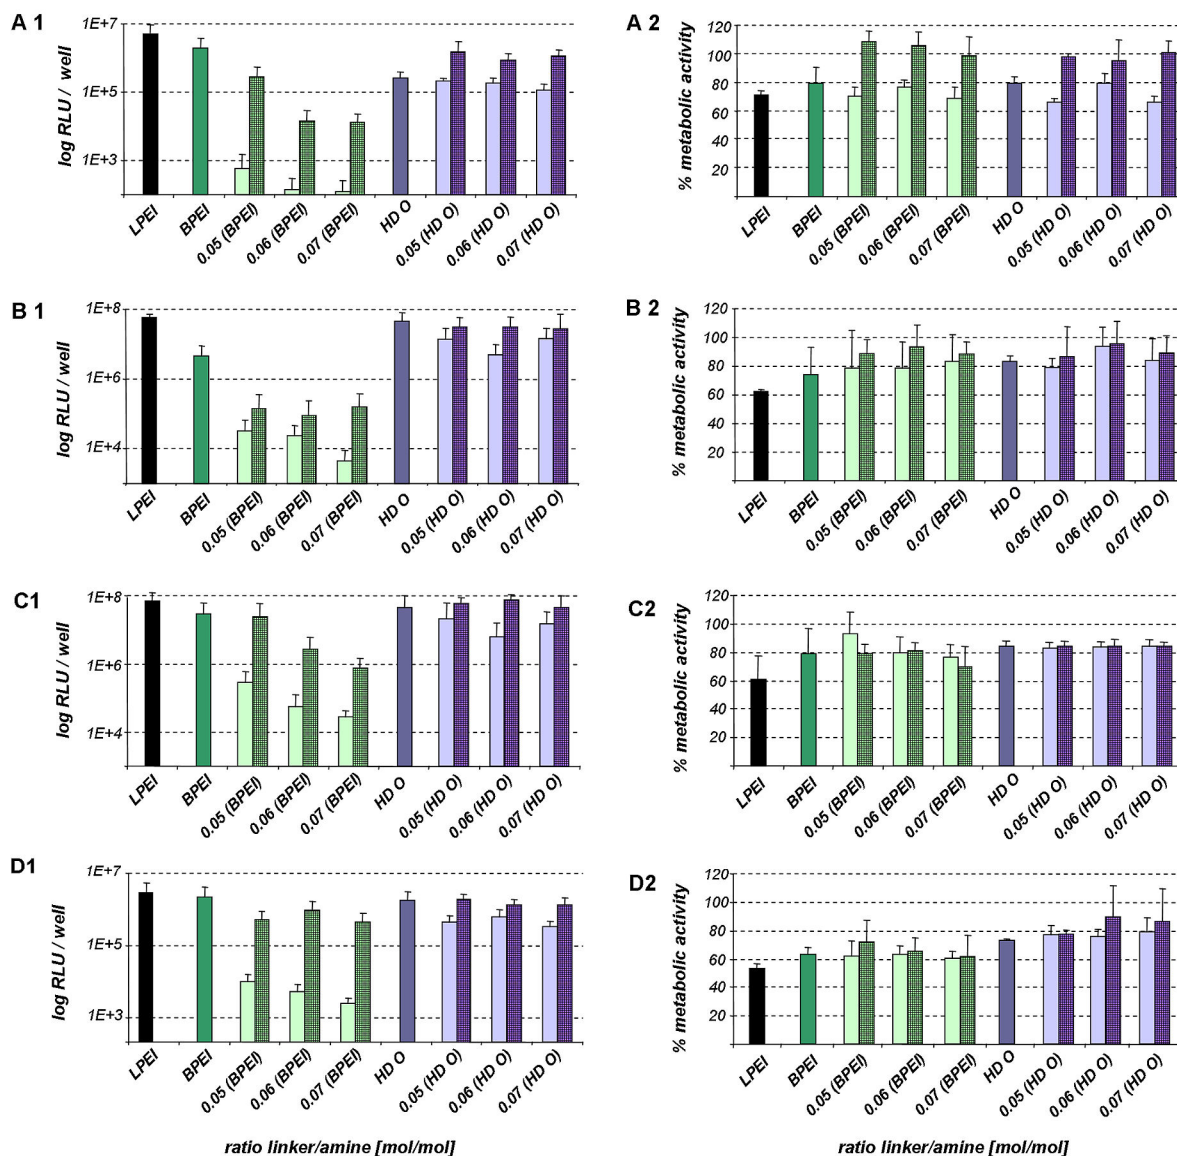 A 1
1E+7
1E+5
1E+3
log RLU / well
LPEI
BPEI
0.05 (BPEI)
0.06 (BPEI)
0.07 (BPEI)
HD O
0.05 (HD O)
0.06 (HD O)
0.07 (HD O)
A 2
120
100
80
60
40
20
% metabolic activity
LPEI
BPEI
0.05 (BPEI)
0.06 (BPEI)
0.07 (BPEI)
HD O
0.05 (HD O)
0.06 (HD O)
0.07 (HD O)
B 1
1E+8
1E+6
1E+4
log RLU / well
LPEI
BPEI
0.05 (BPEI)
0.06 (BPEI)
0.07 (BPEI)
HD O
0.05 (HD O)
0.06 (HD O)
0.07 (HD O)
B 2
120
100
80
60
40
20
% metabolic activity
LPEI
BPEI
0.05 (BPEI)
0.06 (BPEI)
0.07 (BPEI)
HD O
0.05 (HD O)
0.06 (HD O)
0.07 (HD O)
C1
1E+8
1E+6
1E+4
log RLU / well
LPEI
BPEI
0.05 (BPEI)
0.06 (BPEI)
0.07 (BPEI)
HD O
0.05 (HD O)
0.06 (HD O)
0.07 (HD O)
C2
120
100
80
60
40
20
% metabolic activity
LPEI
BPEI
0.05 (BPEI)
0.06 (BPEI)
0.07 (BPEI)
HD O
0.05 (HD O)
0.06 (HD O)
0.07 (HD O)
D1
1E+7
1E+5
1E+3
log RLU / well
LPEI
BPEI
0.05 (BPEI)
0.06 (BPEI)
0.07 (BPEI)
HD O
0.05 (HD O)
0.06 (HD O)
0.07 (HD O)
ratio linker/amine [mol/mol]
D2
120
100
80
60
40
20
% metabolic activity
LPEI
BPEI
0.05 (BPEI)
0.06 (BPEI)
0.07 (BPEI)
HD O
0.05 (HD O)
0.06 (HD O)
0.07 (HD O)
ratio linker/amine [mol/mol]